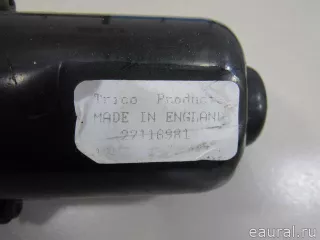 Trico Products
MADE IN ENGLAND
eaural.ru